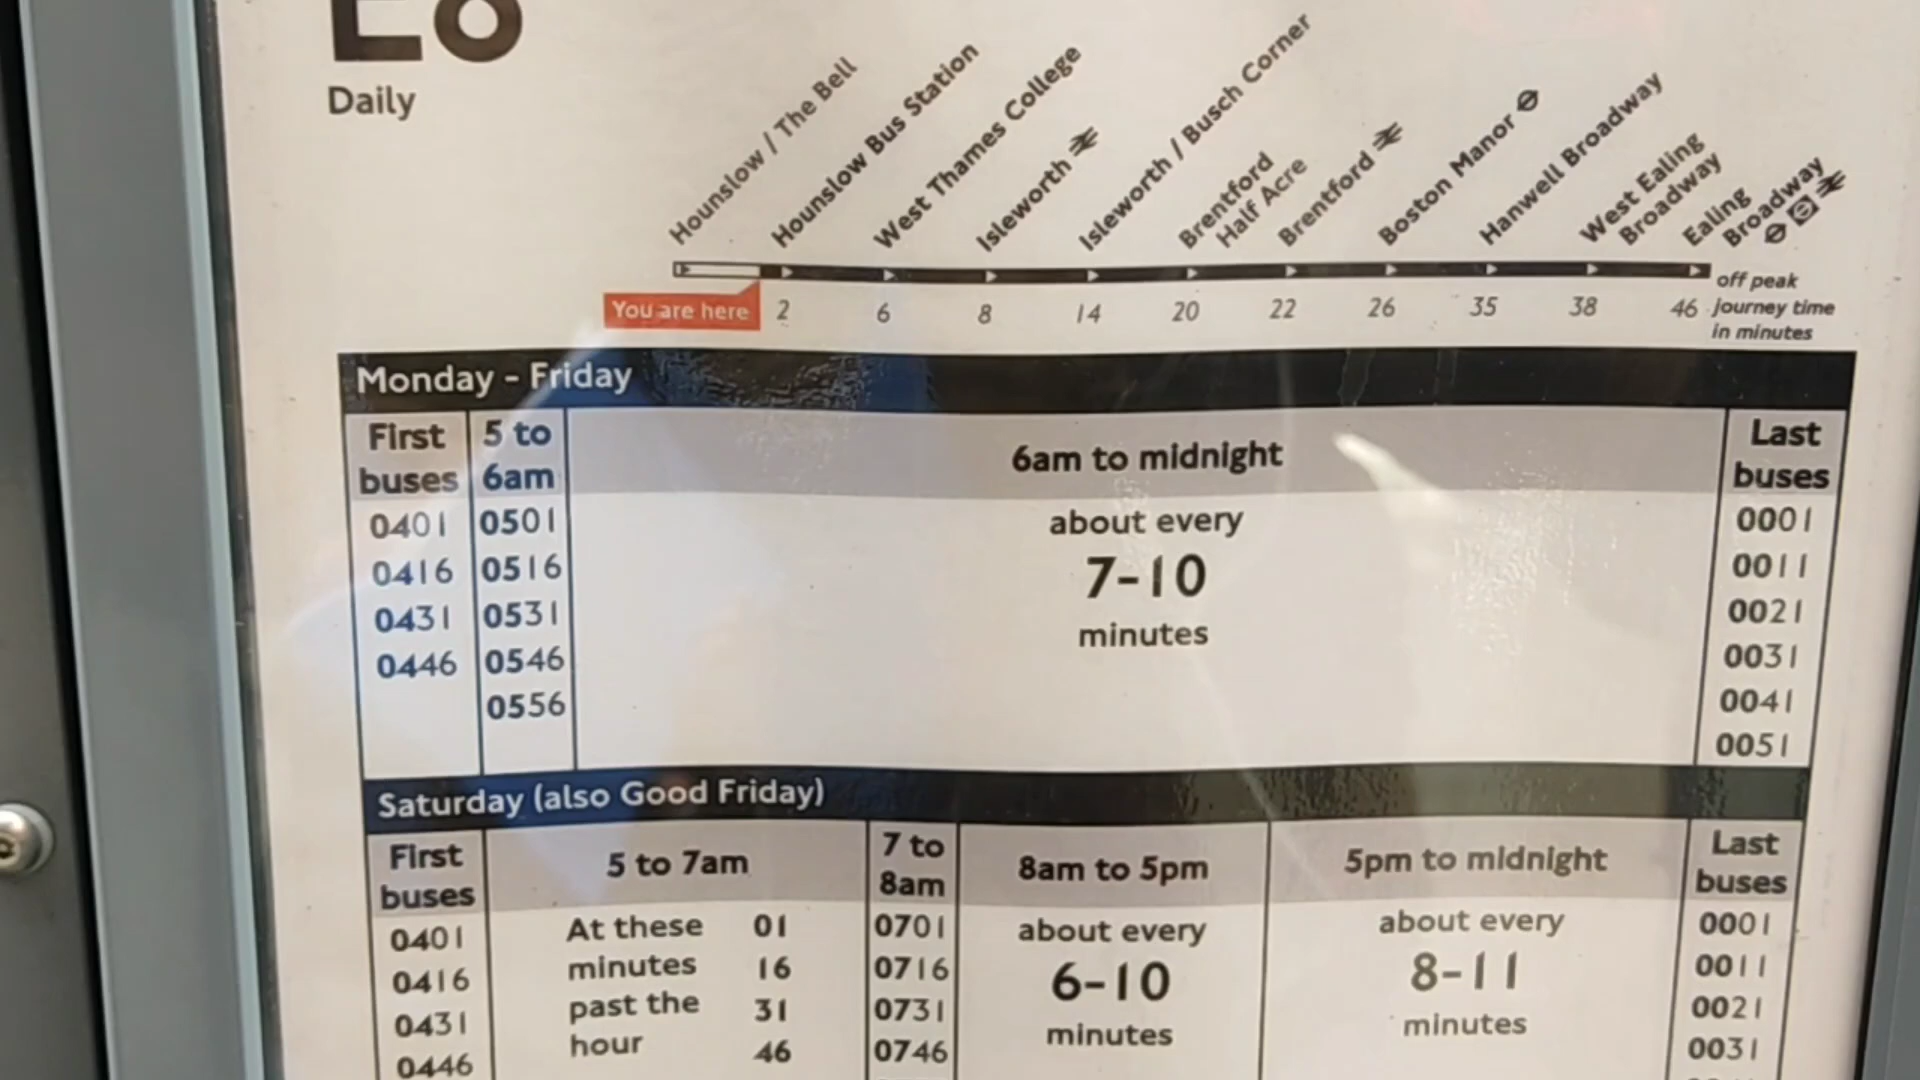 E8
Daily
Hounslow / The Bell
Hounslow Bus Station
West Thames College
Isleworth
Isleworth / Busch Corner
Brentford
Half Acre
Brentford
Boston Manor
Hanwell Broadway
West Ealing
Broadway
Ealing
Broadway
You are here 2 6 8 14 20 22 26 35 38 46
off peak
journey time
in minutes
Monday - Friday
First buses
0401
0416
0431
0446
5 to 6am
0501
0516
0531
0546
0556
6am to midnight
about every
7-10
minutes
Last buses
0001
0011
0021
0031
0041
0051
Saturday (also Good Friday)
First buses
0401
0416
0431
0446
5 to 7am
At these 01
minutes 16
past the 31
hour 46
7 to 8am
0701
0716
0731
0746
8am to 5pm
about every
6-10
minutes
5pm to midnight
about every
8-11
minutes
Last buses
0001
0011
0021
0031